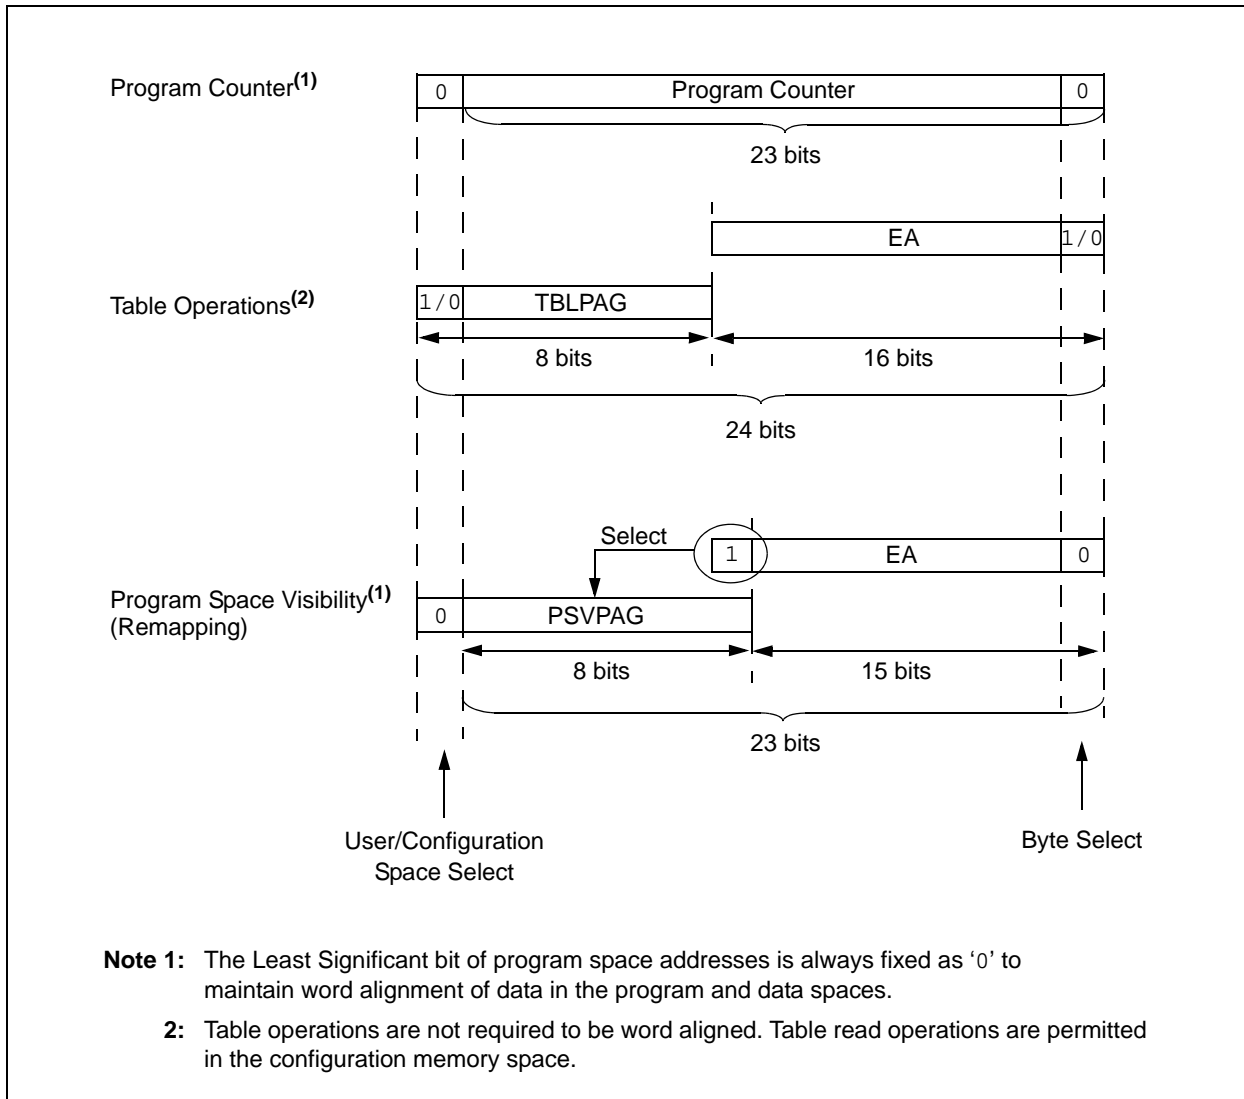 Program Counter(1)
0 Program Counter 0
23 bits
EA 1/0
Table Operations(2)
1/0 TBLPAG
8 bits 16 bits
24 bits
Select
1 EA 0
Program Space Visibility(1)
(Remapping)
0 PSVPAG
8 bits 15 bits
23 bits
User/Configuration
Space Select
Byte Select
Note 1: The Least Significant bit of program space addresses is always fixed as ‘0’ to
maintain word alignment of data in the program and data spaces.
2: Table operations are not required to be word aligned. Table read operations are permitted
in the configuration memory space.